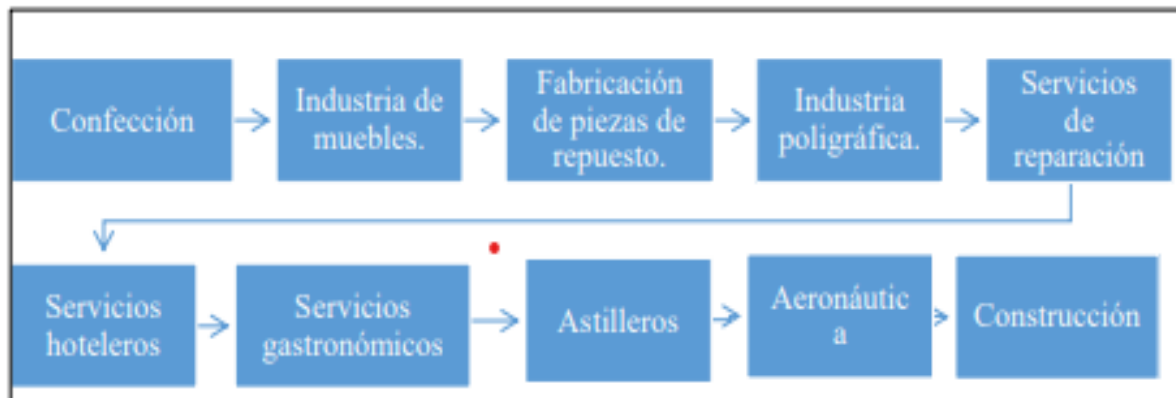 Confección
Industria de
muebles.
Fabricación
de piezas de
repuesto.
Industria
poligráfica.
Servicios
de
reparación
Servicios
hoteleros
Servicios
gastronómicos
Astilleros
Aeronáutic
a
Construcción